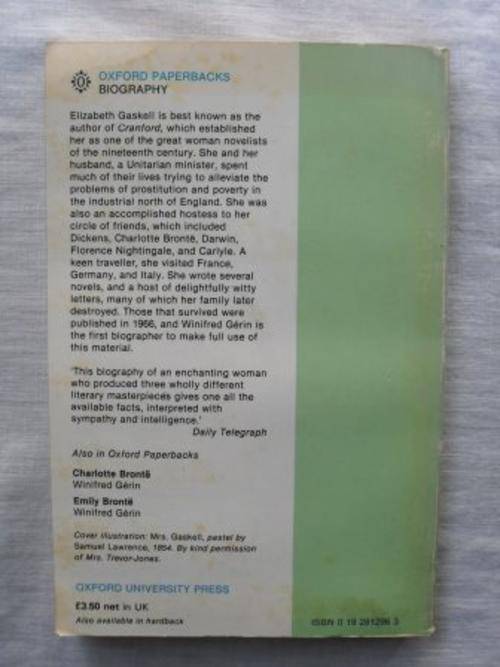 OXFORD PAPERBACKS
BIOGRAPHY
Elizabeth Gaskell is best known as the
author of Cranford, which established
her as one of the great woman novelists
of the nineteenth century. She and her
husband, a Unitarian minister, spent
much of their lives trying to alleviate the
problems of prostitution and poverty in
the industrial north of England. She was
also an accomplished hostess to her
circle of friends, which included
Dickens, Charlotte Brontë, Darwin,
Florence Nightingale, and Carlyle. A
keen traveller, she visited France,
Germany, and Italy. She wrote several
novels, and a host of delightfully witty
letters, many of which her family later
destroyed. Those that survived were
published in 1966, and Winifred Gérin is
the first biographer to make full use of
this material.
'This biography of an enchanting woman
who produced three wholly different
literary masterpieces gives one all the
available facts, interpreted with
sympathy and intelligence.'
Daily Telegraph
Also in Oxford Paperbacks
Charlotte Brontë
Winifred Gérin
Emily Brontë
Winifred Gérin
Cover illustration: Mrs. Gaskell, pastel by
Samuel Lawrence, 1854. By kind permission
of Mrs. Trevor-Jones.
OXFORD UNIVERSITY PRESS
£3.50 net in UK
Also available in hardback
ISBN 0 19 281296 3